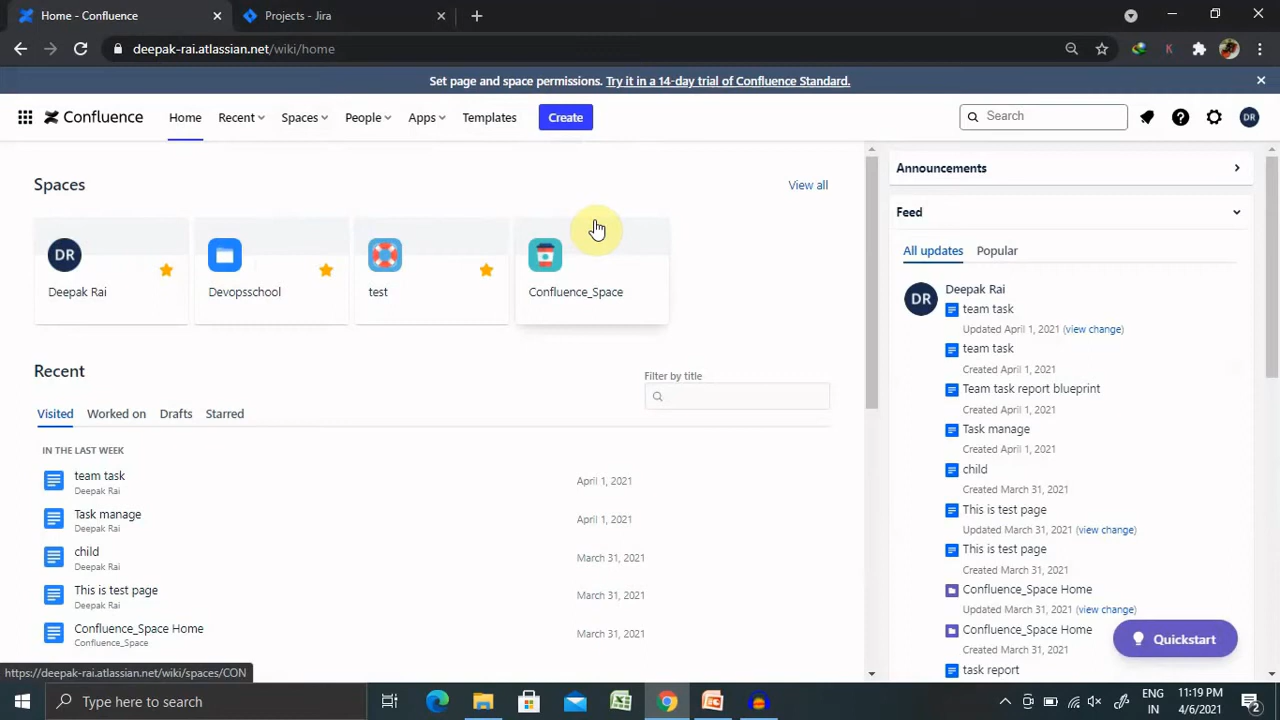 Home - Confluence
Projects - Jira
deepak-rai.atlassian.net/wiki/home
K
Set page and space permissions. Try it in a 14-day trial of Confluence Standard.
Confluence
Home
Recent
Spaces
People
Apps
Templates
Create
Search
DR
Spaces
View all
DR
Deepak Rai
Devopsschool
test
Confluence_Space
Recent
Filter by title
Visited
Worked on
Drafts
Starred
IN THE LAST WEEK
team task
Deepak Rai
April 1, 2021
Task manage
Deepak Rai
April 1, 2021
child
Deepak Rai
March 31, 2021
This is test page
Deepak Rai
March 31, 2021
Confluence_Space Home
Confluence_Space
March 31, 2021
Announcements
Feed
All updates
Popular
DR
Deepak Rai
team task
Updated April 1, 2021 (view change)
team task
Created April 1, 2021
Team task report blueprint
Created April 1, 2021
Task manage
Created April 1, 2021
child
Created March 31, 2021
This is test page
Updated March 31, 2021 (view change)
This is test page
Created March 31, 2021
Confluence_Space Home
Updated March 31, 2021 (view change)
Confluence_Space Home
Created March 31, 2021
task report
Quickstart
https://deepak-rai.atlassian.net/wiki/spaces/CON
Type here to search
ENG
IN
11:19 PM
4/6/2021
2